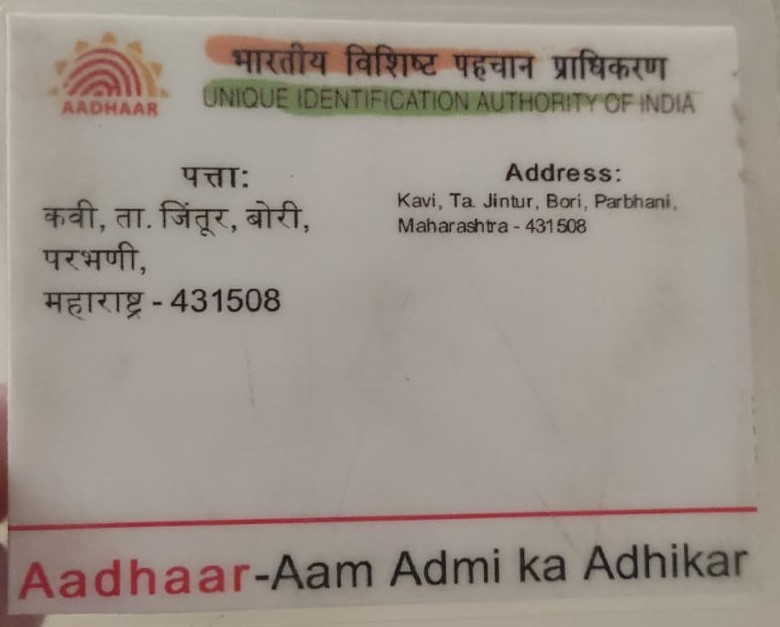 भारतीय विशिष्ट पहचान प्राधिकरण
AADHAAR
UNIQUE IDENTIFICATION AUTHORITY OF INDIA
पत्ता:
कवी, ता. जिंतूर, बोरी,
परभणी,
महाराष्ट्र - 431508
Address:
Kavi, Ta. Jintur, Bori, Parbhani,
Maharashtra - 431508
Aadhaar-Aam Admi ka Adhikar